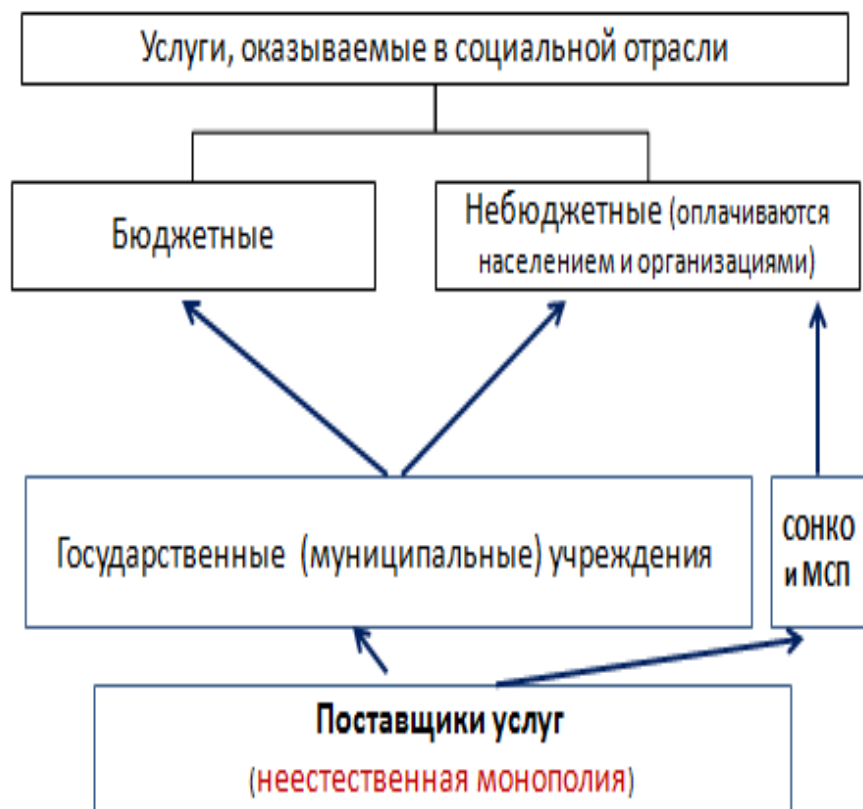 Услуги, оказываемые в социальной отрасли
Бюджетные
Небюджетные (оплачиваются
населением и организациями)
Государственные (муниципальные) учреждения
СОНКО
и МСП
Поставщики услуг
(неестественная монополия)